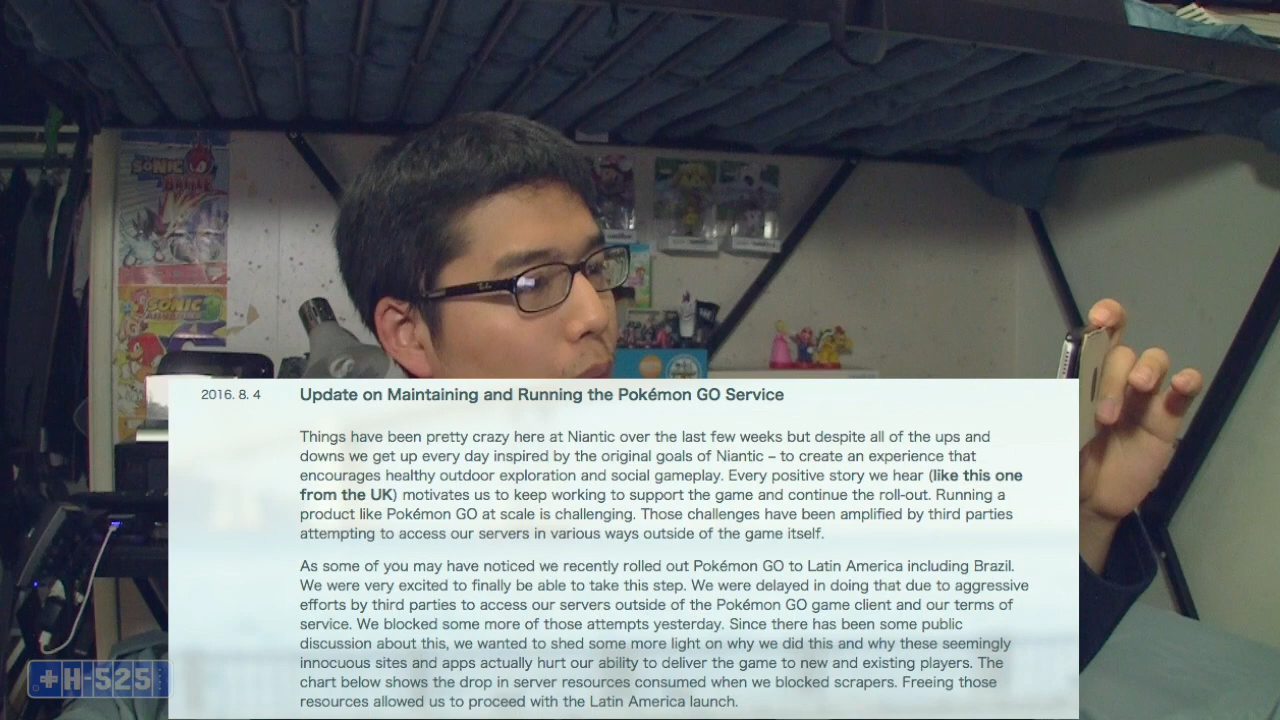 SONIC
BATTLE
SONIC
Ray-Ban
2016. 8. 4
Update on Maintaining and Running the Pokémon GO Service
Things have been pretty crazy here at Niantic over the last few weeks but despite all of the ups and
downs we get up every day inspired by the original goals of Niantic – to create an experience that
encourages healthy outdoor exploration and social gameplay. Every positive story we hear (like this one
from the UK) motivates us to keep working to support the game and continue the roll-out. Running a
product like Pokémon GO at scale is challenging. Those challenges have been amplified by third parties
attempting to access our servers in various ways outside of the game itself.
As some of you may have noticed we recently rolled out Pokémon GO to Latin America including Brazil.
We were very excited to finally be able to take this step. We were delayed in doing that due to aggressive
efforts by third parties to access our servers outside of the Pokémon GO game client and our terms of
service. We blocked some more of those attempts yesterday. Since there has been some public
discussion about this, we wanted to shed some more light on why we did this and why these seemingly
innocuous sites and apps actually hurt our ability to deliver the game to new and existing players. The
chart below shows the drop in server resources consumed when we blocked scrapers. Freeing those
resources allowed us to proceed with the Latin America launch.
H-525